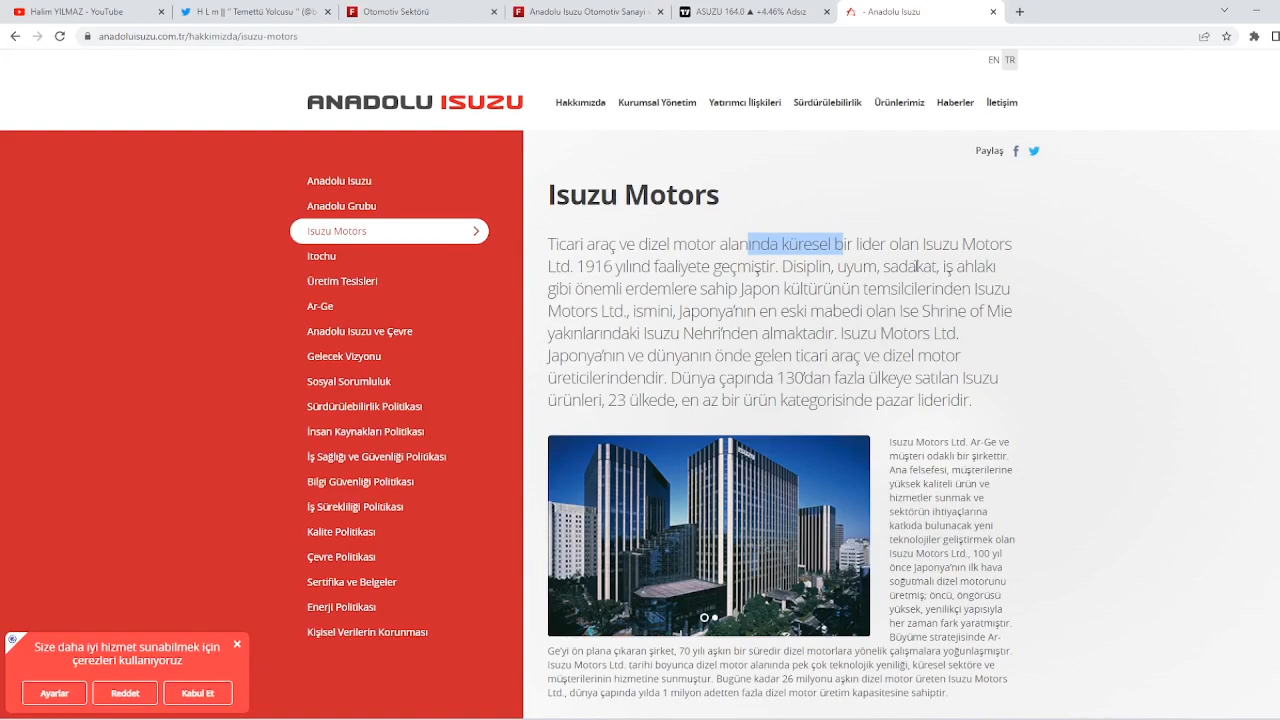 Halim YILMAZ - YouTube
H L m || " Temettü Yolcusu " (@b
Otomotiv Sektörü
Anadolu Isuzu Otomotiv Sanayi v
ASUZU 164.0 ▲ +4.46% Adsız
- Anadolu Isuzu
anadoluisuzu.com.tr/hakkimizda/isuzu-motors
EN TR
ANADOLU ISUZU
Hakkımızda Kurumsal Yönetim Yatırımcı İlişkileri Sürdürülebilirlik Ürünlerimiz Haberler İletişim
Paylaş
Anadolu Isuzu
Anadolu Grubu
Isuzu Motors
Itochu
Üretim Tesisleri
Ar-Ge
Anadolu Isuzu ve Çevre
Gelecek Vizyonu
Sosyal Sorumluluk
Sürdürülebilirlik Politikası
İnsan Kaynakları Politikası
İş Sağlığı ve Güvenliği Politikası
Bilgi Güvenliği Politikası
İş Sürekliliği Politikası
Kalite Politikası
Çevre Politikası
Sertifika ve Belgeler
Enerji Politikası
Kişisel Verilerin Korunması
Isuzu Motors
Ticari araç ve dizel motor alanında küresel bir lider olan Isuzu Motors
Ltd. 1916 yılınd faaliyete geçmiştir. Disiplin, uyum, sadakat, iş ahlakı
gibi önemli erdemlere sahip Japon kültürünün temsilcilerinden Isuzu
Motors Ltd., ismini, Japonya'nın en eski mabedi olan Ise Shrine of Mie
yakınlarındaki Isuzu Nehri'nden almaktadır. Isuzu Motors Ltd.
Japonya'nın ve dünyanın önde gelen ticari araç ve dizel motor
üreticilerindendir. Dünya çapında 130'dan fazla ülkeye satılan Isuzu
ürünleri, 23 ülkede, en az bir ürün kategorisinde pazar lideridir.
Isuzu Motors Ltd. Ar-Ge ve
müşteri odaklı bir şirkettir.
Ana felsefesi, müşterilerine
yüksek kaliteli ürün ve
hizmetler sunmak ve
sektörün ihtiyaçlarına
katkıda bulunacak yeni
teknolojiler geliştirmek olan
Isuzu Motors Ltd., 100 yıl
önce Japonya'nın ilk hava
soğutmalı dizel motorunu
üretmiş; öncü, öngörüsü
yüksek, yenilikçi yapısıyla
her zaman fark yaratmıştır.
Büyüme stratejisinde Ar-
Ge'yi ön plana çıkaran şirket, 70 yılı aşkın bir süredir dizel motorlara yönelik çalışmalara yoğunlaşmıştır.
Isuzu Motors Ltd. tarihi boyunca dizel motor alanında pek çok teknolojik yeniliği, küresel sektöre ve
müşterilerinin hizmetine sunmuştur. Bugüne kadar 26 milyonu aşkın dizel motor üreten Isuzu Motors
Ltd., dünya çapında yılda 1 milyon adetten fazla dizel motor üretim kapasitesine sahiptir.
Size daha iyi hizmet sunabilmek için
çerezleri kullanıyoruz
Ayarlar Reddet Kabul Et